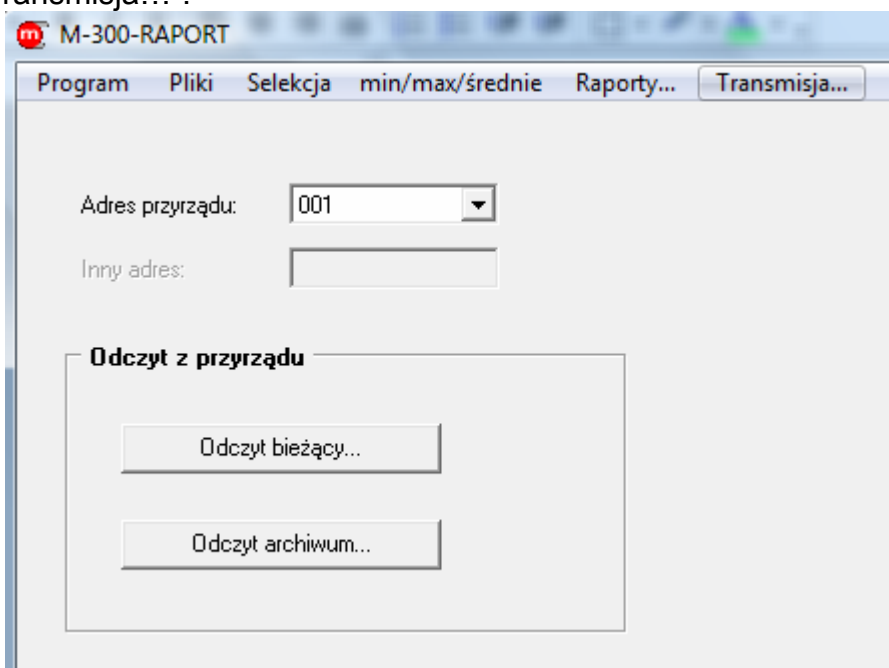 ransmisja… .
M-300-RAPORT
Program Pliki Selekcja min/max/średnie Raporty... Transmisja...
Adres przyrządu: 001
Inny adres:
Odczyt z przyrządu
Odczyt bieżący...
Odczyt archiwum...